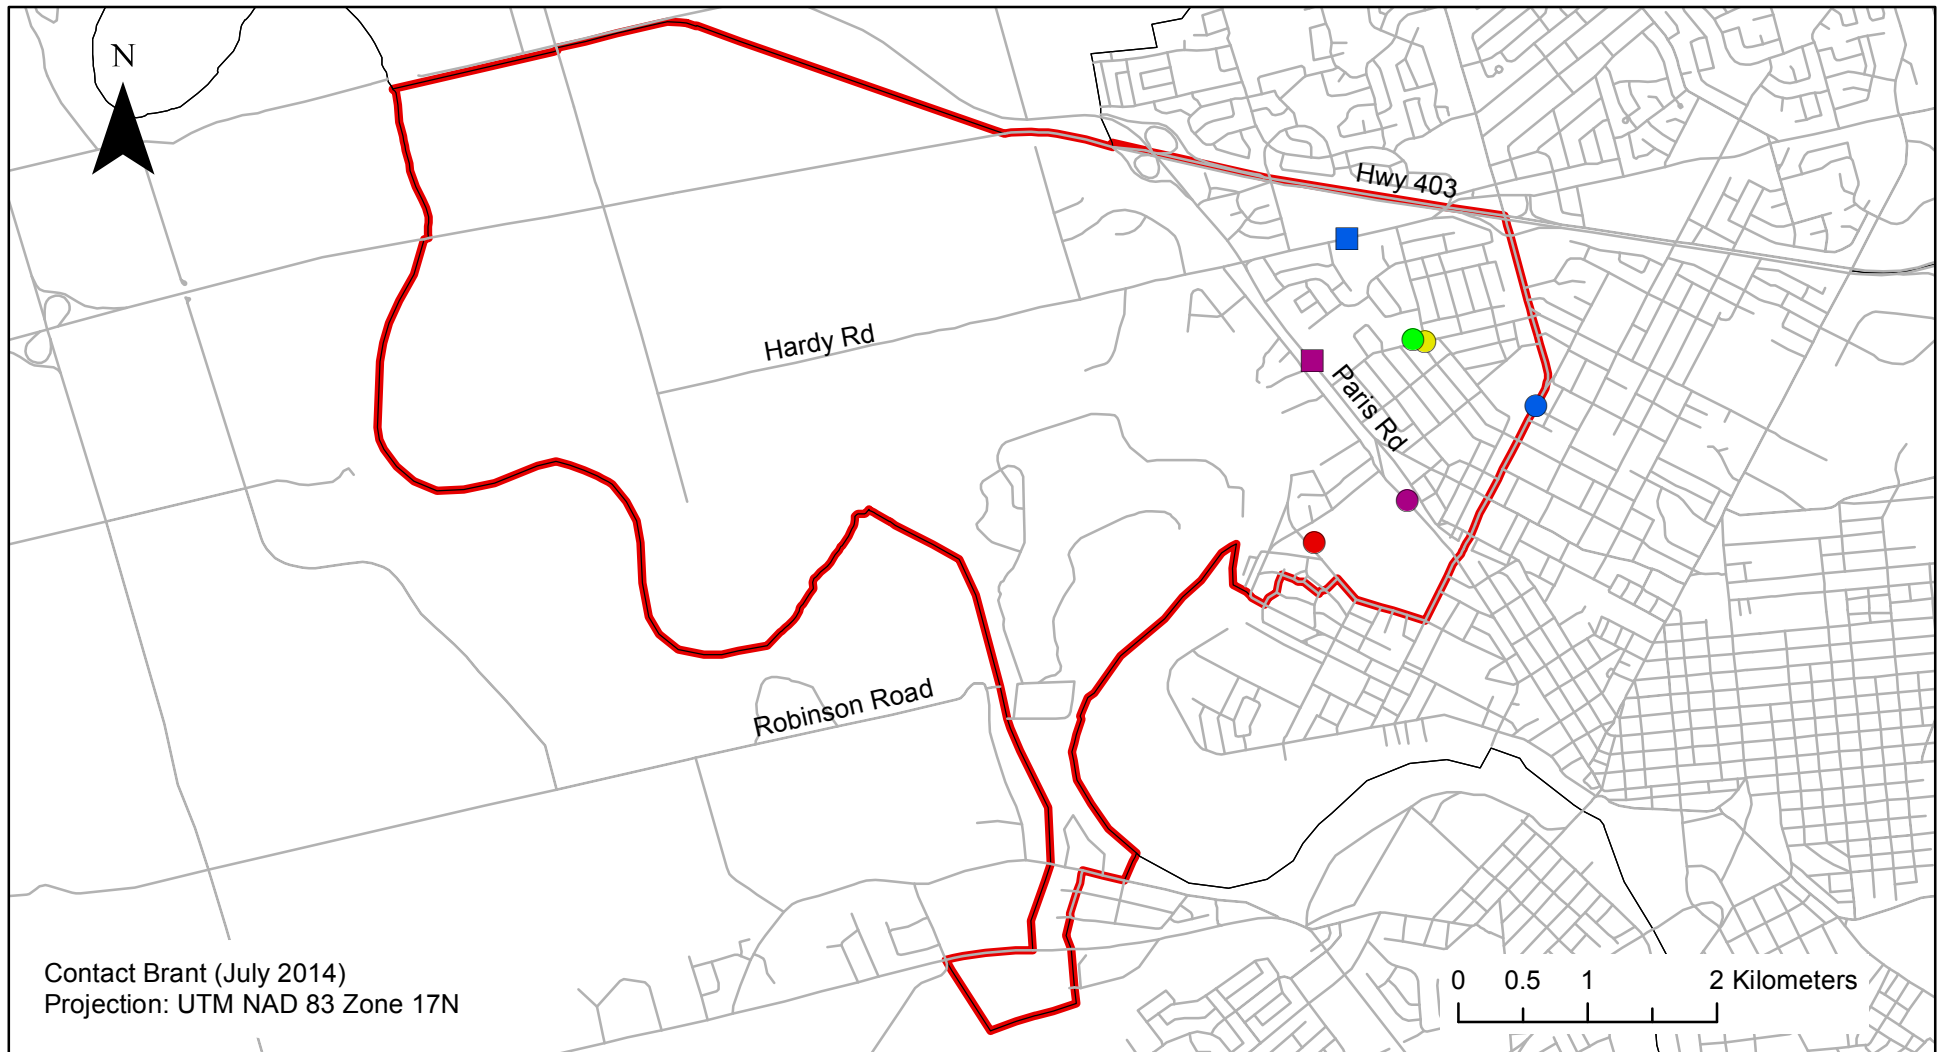 N
Hwy 403
Hardy Rd
Paris Rd
Robinson Road
Contact Brant (July 2014)
Projection: UTM NAD 83 Zone 17N
0 0.5 1 2 Kilometers